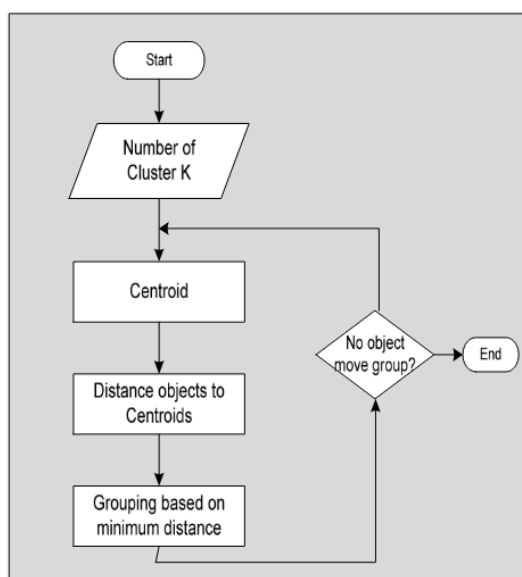 Start
Number of
Cluster K
Centroid
Distance objects to
Centroids
Grouping based on
minimum distance
No object
move group?
End